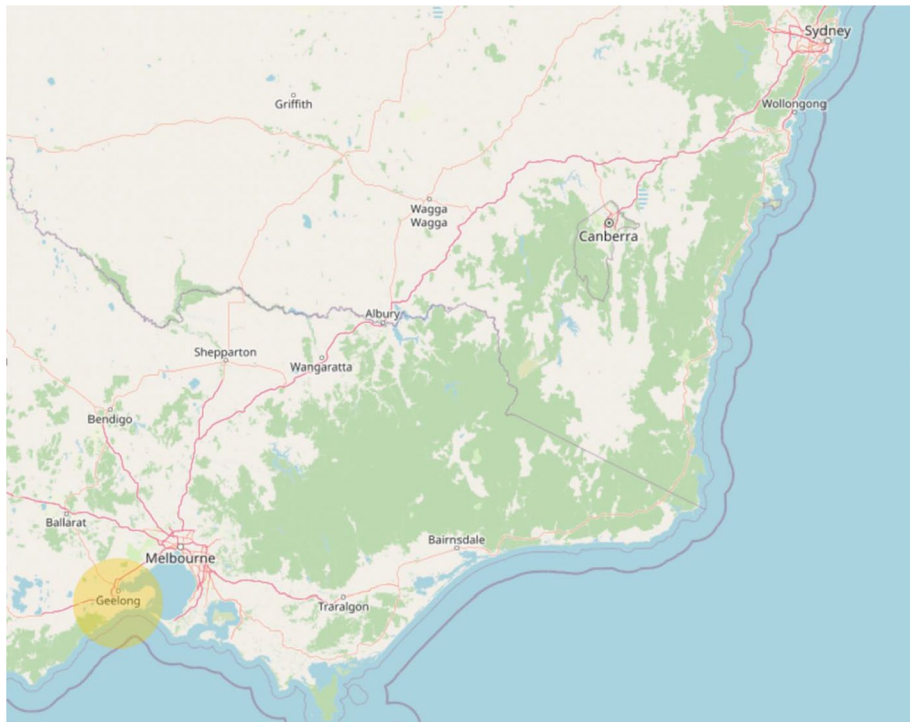 Sydney
Griffith
Wollongong
Wagga
Wagga
Canberra
Albury
Shepparton
Wangaratta
Bendigo
Ballarat
Bairnsdale
Melbourne
Geelong
Traralgon